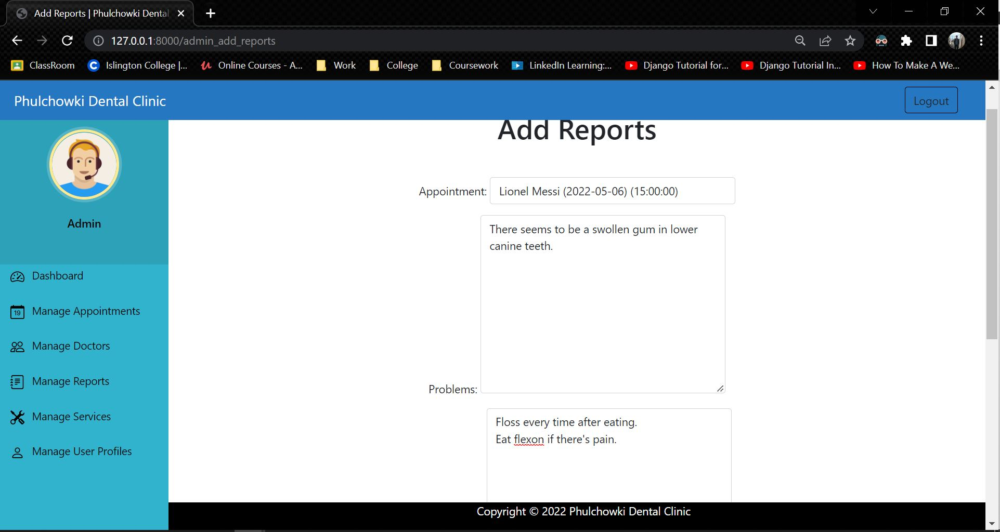 Add Reports | Phulchowki Dental
127.0.0.1:8000/admin_add_reports
ClassRoom
Islington College |...
Online Courses - A...
Work
College
Coursework
LinkedIn Learning:...
Django Tutorial for...
Django Tutorial In...
How To Make A We...
Phulchowki Dental Clinic
Logout
Admin
Dashboard
19
Manage Appointments
Manage Doctors
Manage Reports
Manage Services
Manage User Profiles
Add Reports
Appointment: Lionel Messi (2022-05-06) (15:00:00)
There seems to be a swollen gum in lower
canine teeth.
Problems:
Floss every time after eating.
Eat flexon if there's pain.
Copyright © 2022 Phulchowki Dental Clinic